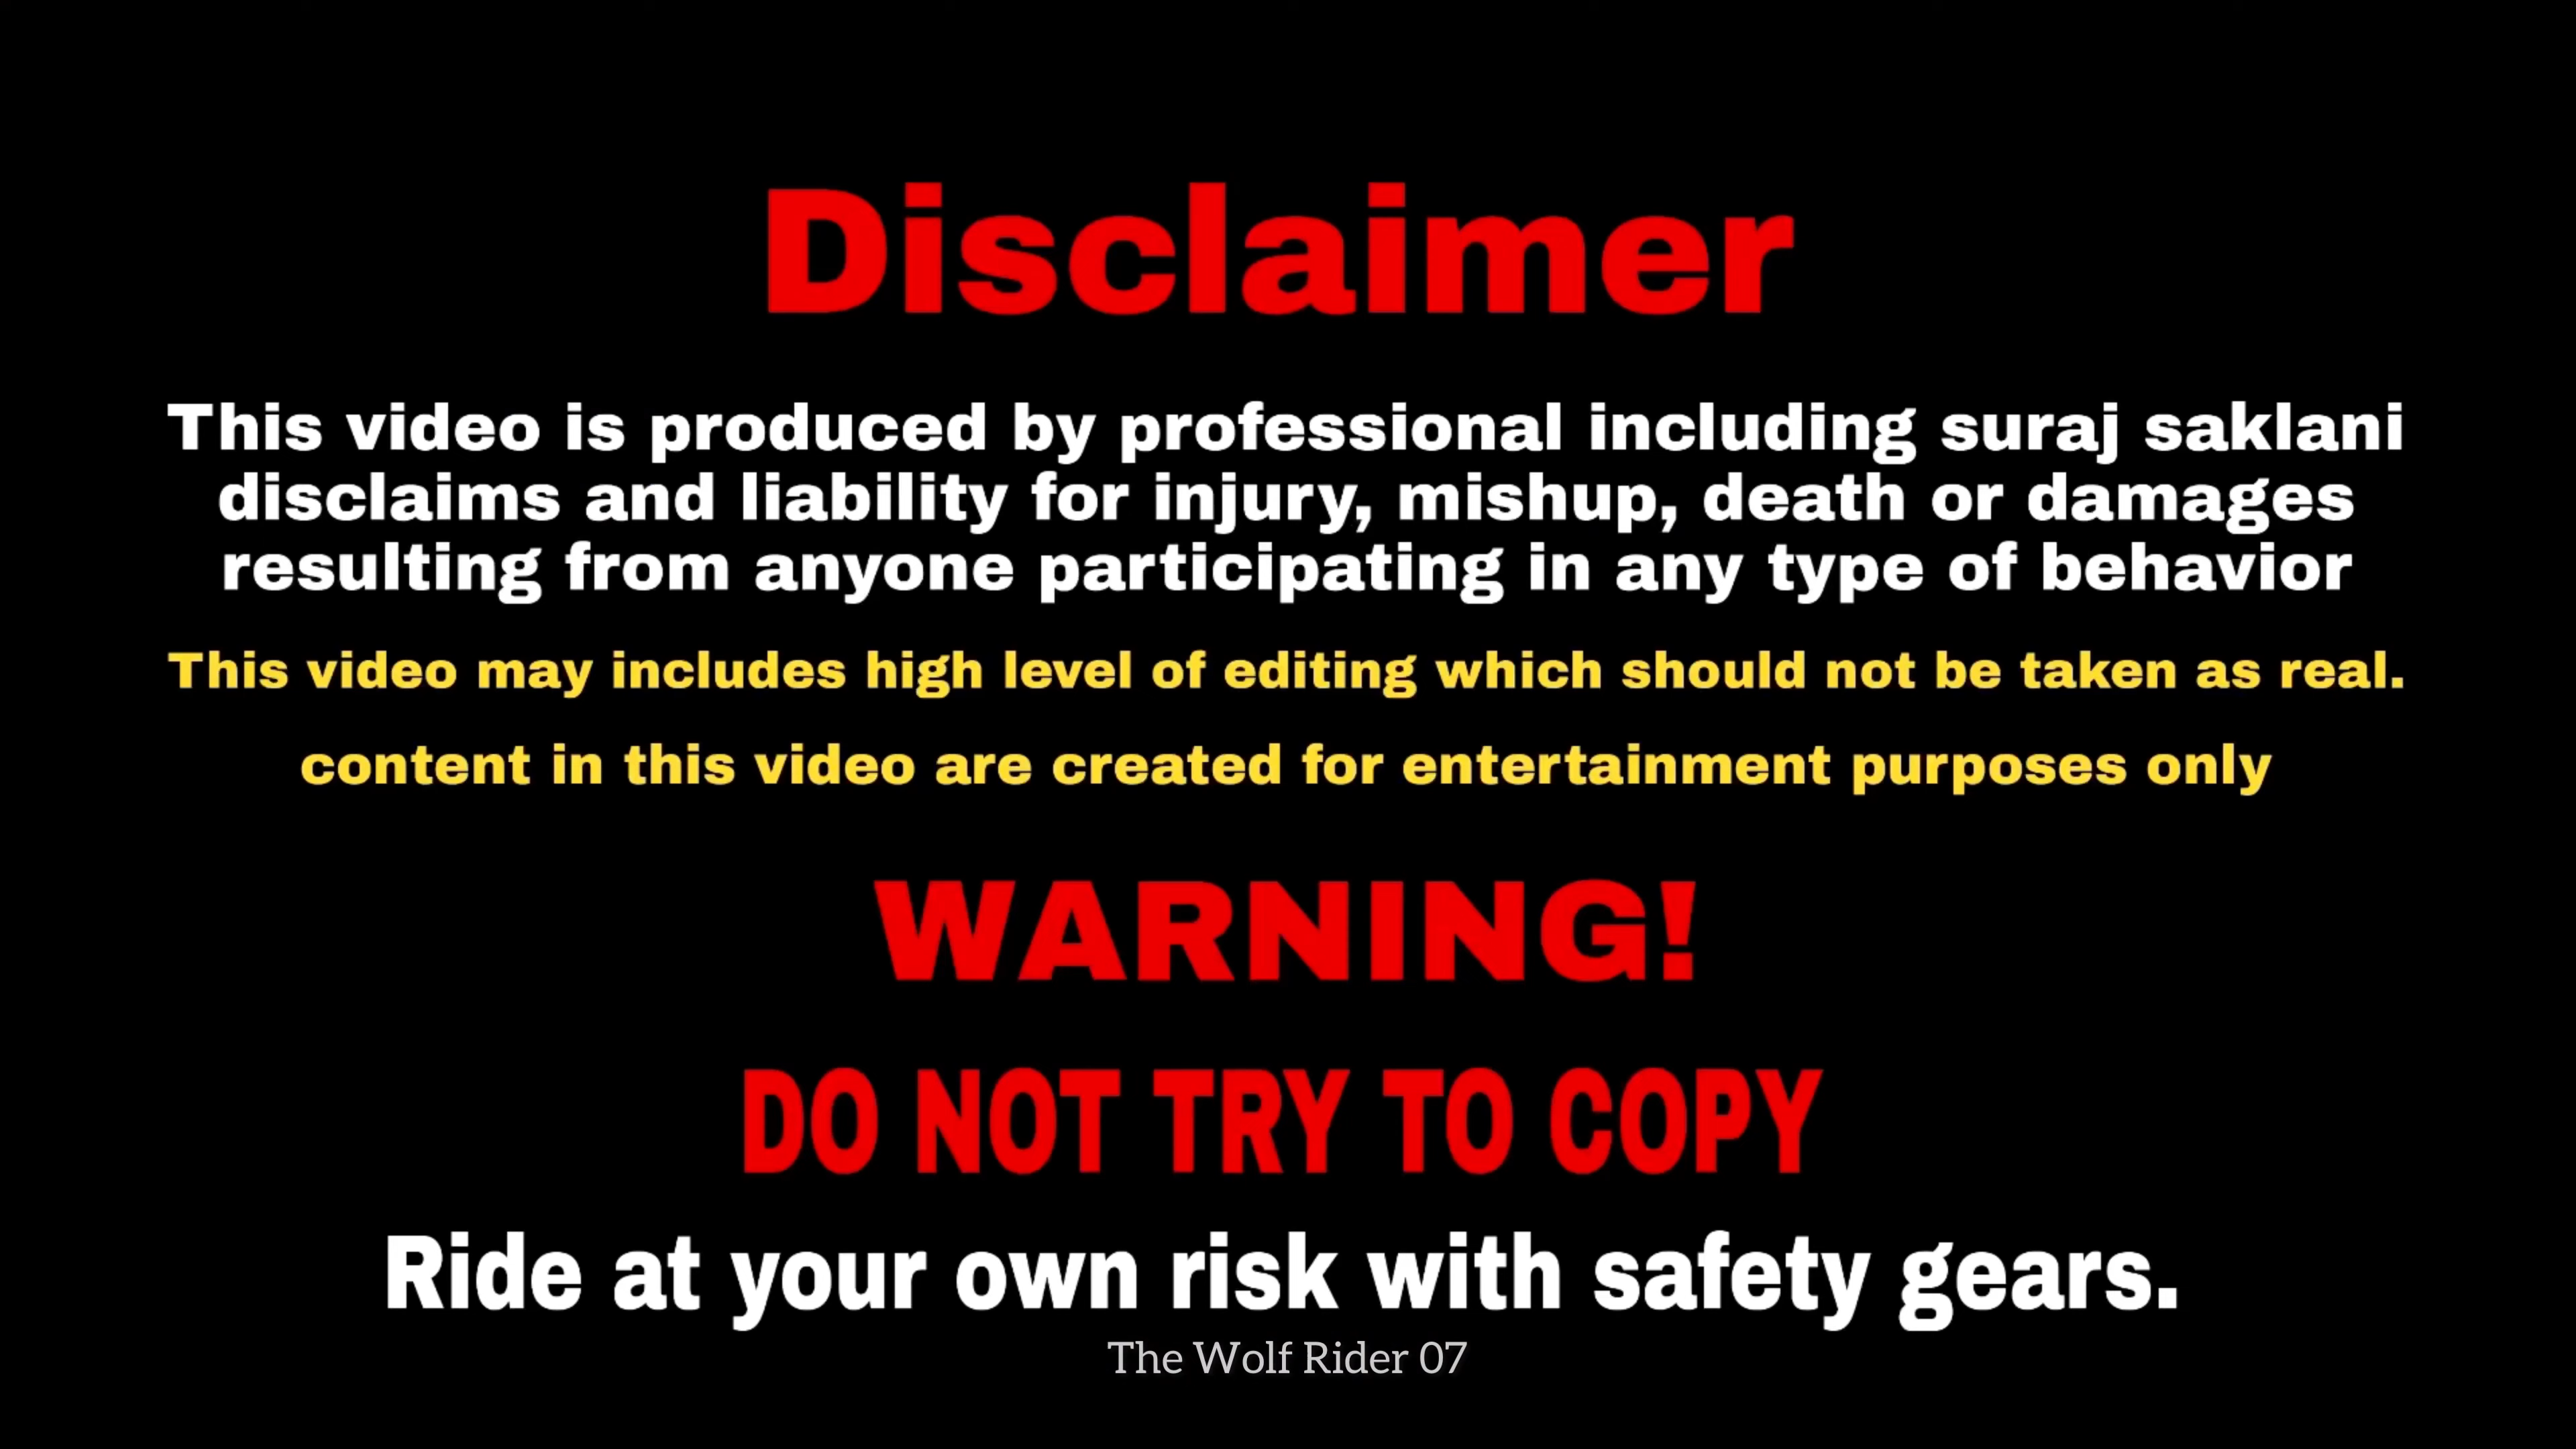 Disclaimer
This video is produced by professional including suraj saklani
disclaims and liability for injury, mishup, death or damages
resulting from anyone participating in any type of behavior
This video may includes high level of editing which should not be taken as real.
content in this video are created for entertainment purposes only
WARNING!
DO NOT TRY TO COPY
Ride at your own risk with safety gears.
The Wolf Rider 07